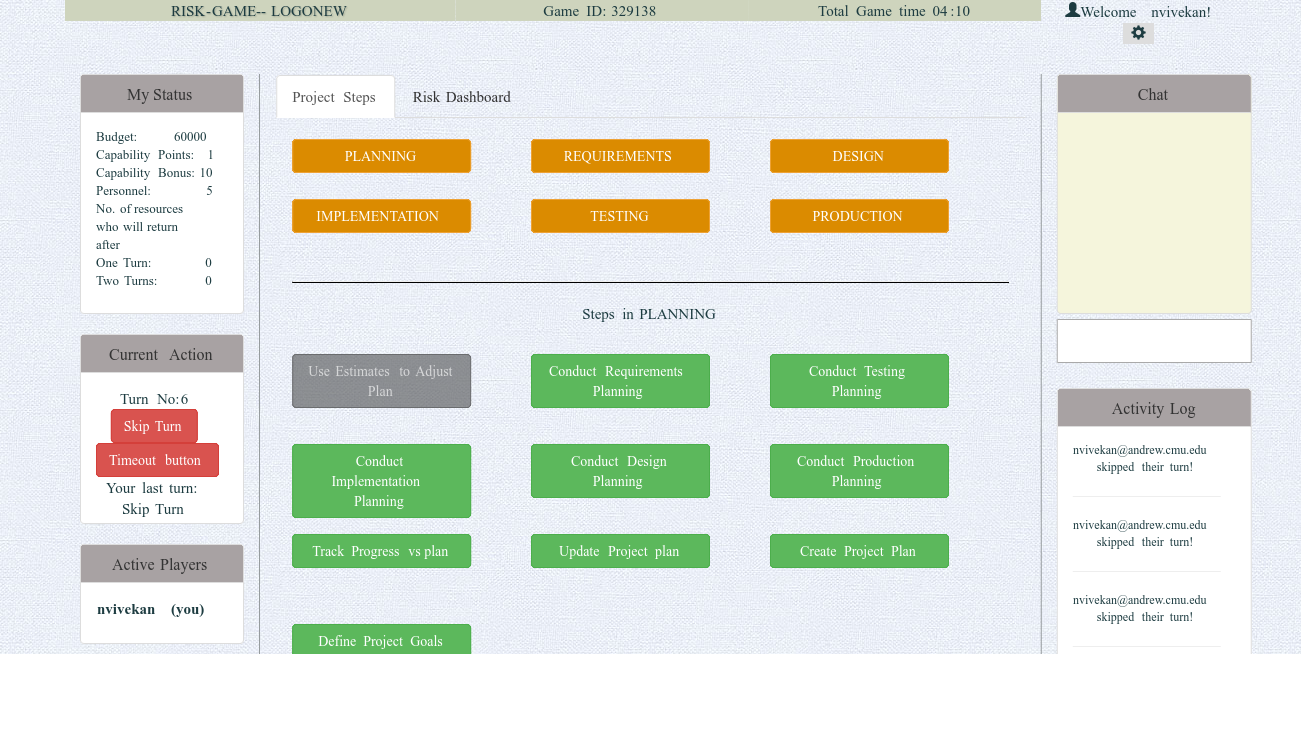 RISK-GAME-- LOGONEW
Game ID: 329138
Total Game time 04:10
Welcome nvivekan!
My Status
Budget: 60000
Capability Points: 1
Capability Bonus: 10
Personnel: 5
No. of resources
who will return
after
One Turn: 0
Two Turns: 0
Current Action
Turn No:6
Skip Turn
Timeout button
Your last turn:
Skip Turn
Active Players
nvivekan (you)
Project Steps
Risk Dashboard
PLANNING
REQUIREMENTS
DESIGN
IMPLEMENTATION
TESTING
PRODUCTION
Steps in PLANNING
Use Estimates to Adjust
Plan
Conduct Requirements
Planning
Conduct Testing
Planning
Conduct
Implementation
Planning
Conduct Design
Planning
Conduct Production
Planning
Track Progress vs plan
Update Project plan
Create Project Plan
Define Project Goals
Chat
Activity Log
nvivekan@andrew.cmu.edu
skipped their turn!
nvivekan@andrew.cmu.edu
skipped their turn!
nvivekan@andrew.cmu.edu
skipped their turn!